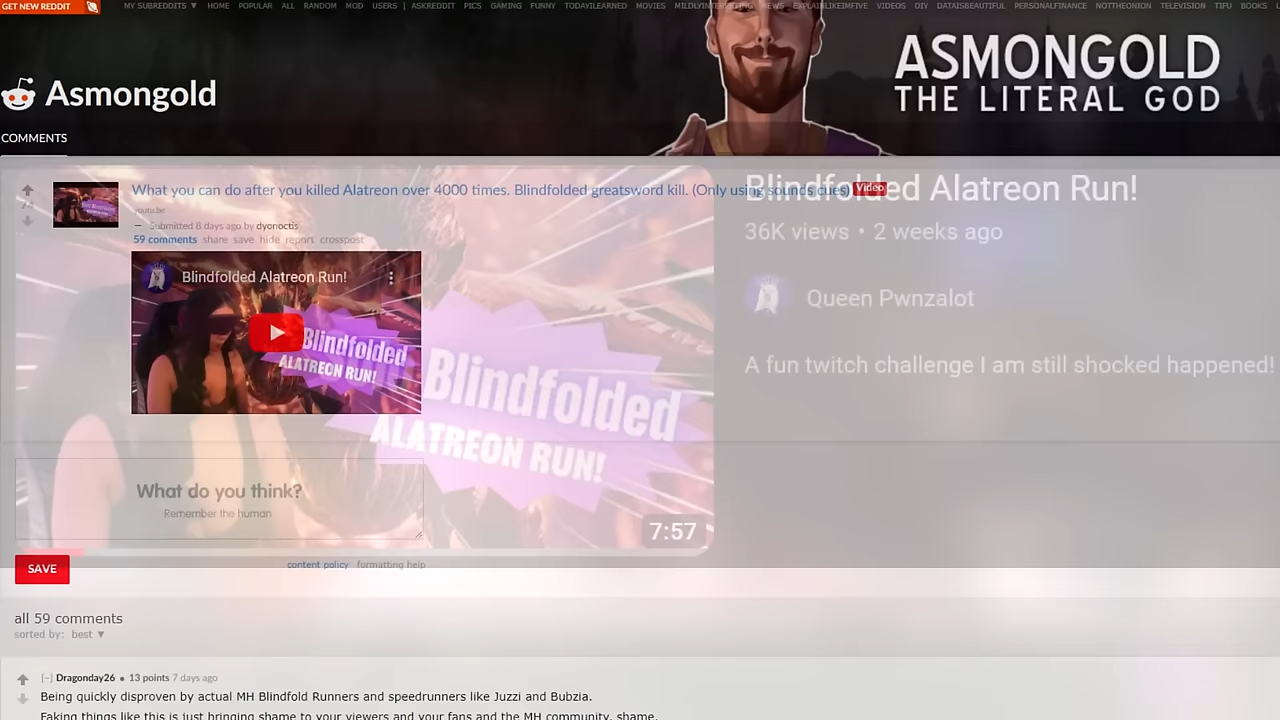 GET NEW REDDIT
MY SUBREDDITS ▼ HOME POPULAR ALL RANDOM MOD USERS | ASKREDDIT PICS GAMING FUNNY TODAYILEARNED MOVIES MILDLYINTERESTING NEWS EXPLAINLIKEIMFIVE VIDEOS DIY DATAISBEAUTIFUL PERSONALFINANCE NOTTHEONION TELEVISION TIFU BOOKS
ASMONGOLD
THE LITERAL GOD
Asmongold
COMMENTS
What you can do after you killed Alatreon over 4000 times. Blindfolded greatsword kill. (Only using sounds cues) Video
youtu.be
Submitted 8 days ago by dyonoctis
59 comments share save hide report crosspost
Blindfolded Alatreon Run!
Blindfolded
ALATREON RUN!
Blindfolded Alatreon Run!
36K views • 2 weeks ago
Queen Pwnzalot
A fun twitch challenge I am still shocked happened!
Blindfolded
ALATREON RUN!
7:57
What do you think?
Remember the human
SAVE
content policy formatting help
all 59 comments
sorted by: best ▼
[–] Dragonday26 • 13 points 7 days ago
Being quickly disproven by actual MH Blindfold Runners and speedrunners like Juzzi and Bubzia.
Faking things like this is just bringing shame to your viewers and your fans and the MH community, shame.